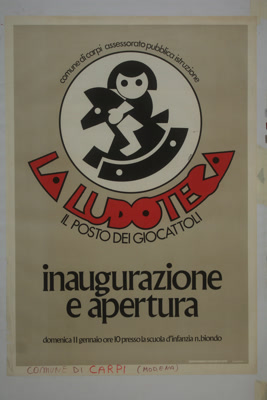 comune di carpi assessorato pubblica istruzione
LA LUDOTECA
IL POSTO DEI GIOCATTOLI
inaugurazione
e apertura
domenica 11 gennaio ore 10 presso la scuola d'infanzia n. biondo
COMUNE DI CARPI (MODENA)